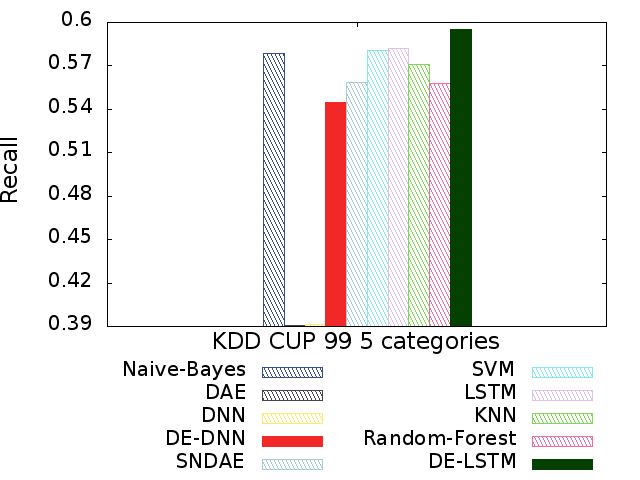 0.6
0.57
0.54
0.51
0.48
0.45
0.42
0.39
Recall
KDD CUP 99 5 categories
Naive-Bayes
DAE
DNN
DE-DNN
SNDAE
SVM
LSTM
KNN
Random-Forest
DE-LSTM